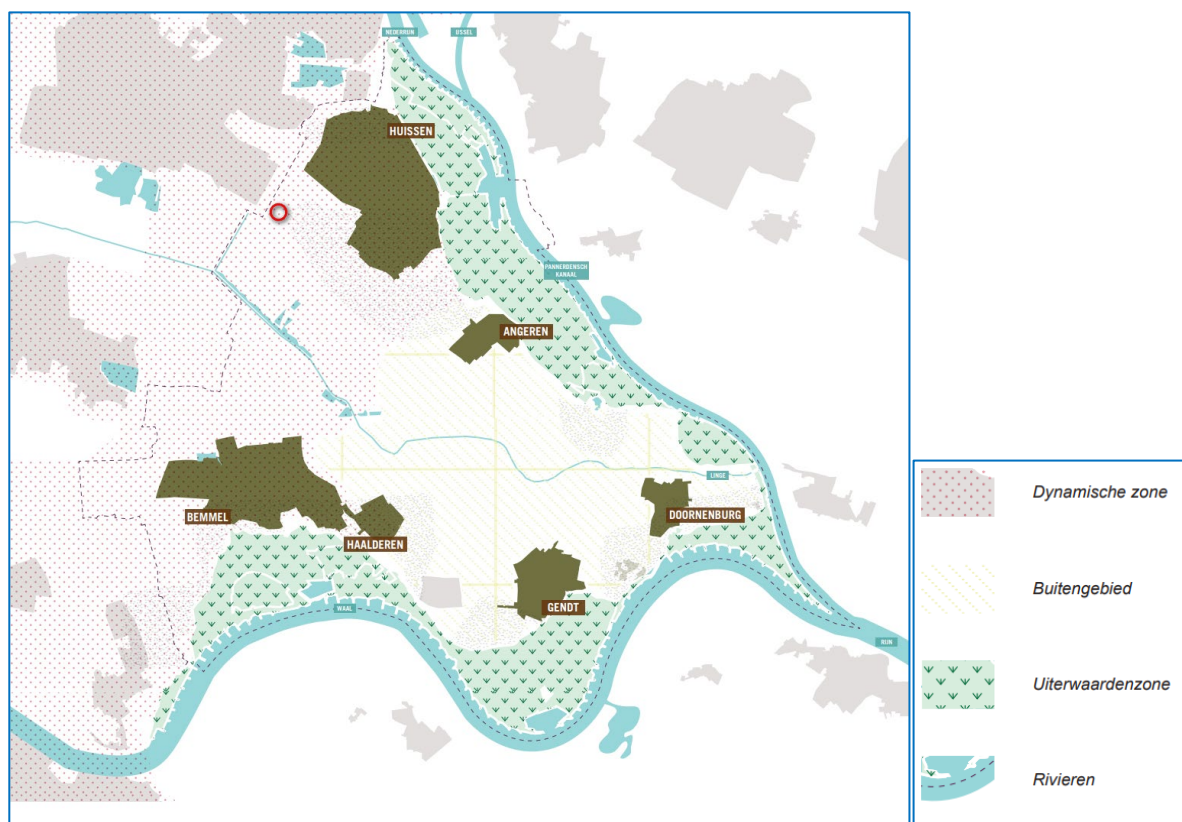 NEDERRIJN
IJSSEL
HUISSEN
PANNERDENSCH
KANAAL
ANGEREN
LINGE
BEMMEL
DOORNENBURG
HAALDEREN
WAAL
GENDT
RIJN
Dynamische zone
Buitengebied
Uiterwaardenzone
Rivieren